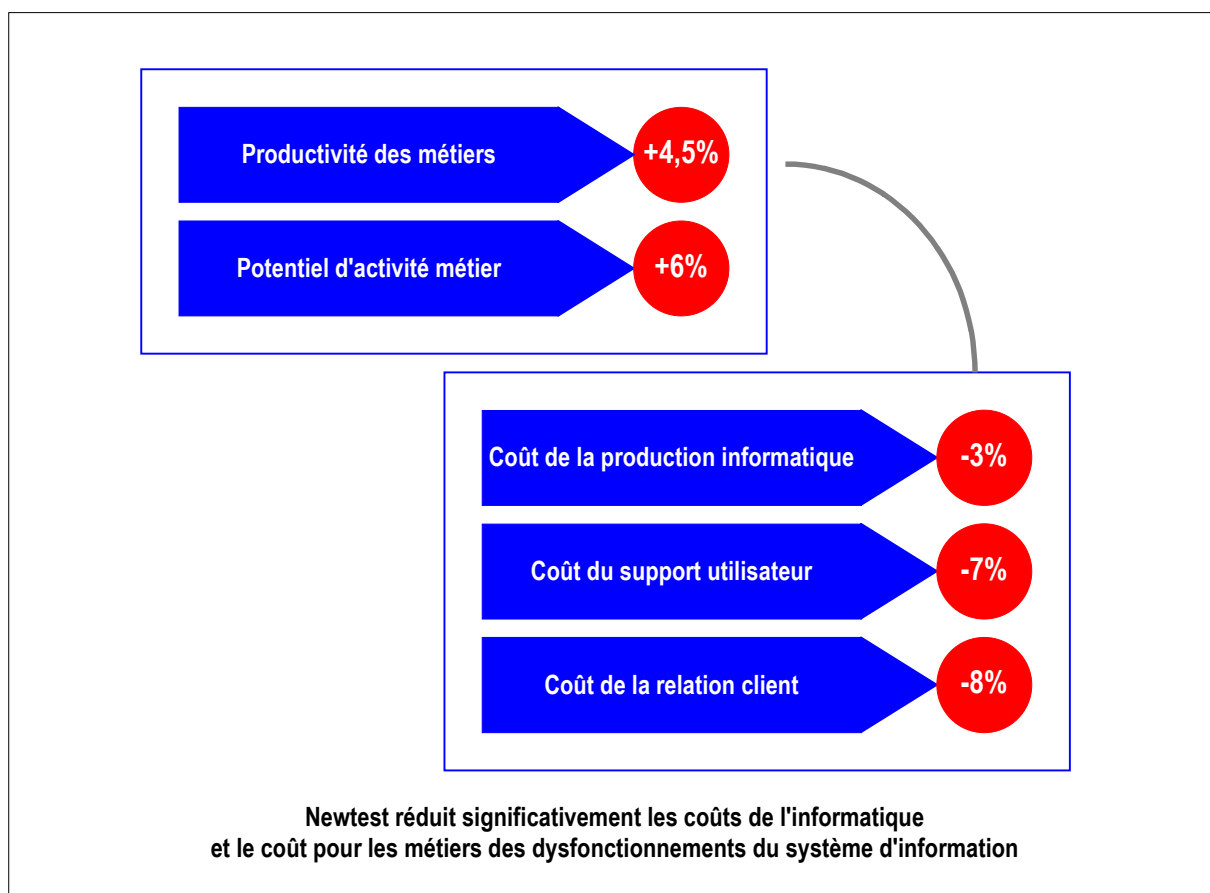 Productivité des métiers
+4,5%
Potentiel d'activité métier
+6%
Coût de la production informatique
-3%
Coût du support utilisateur
-7%
Coût de la relation client
-8%
Newtest réduit significativement les coûts de l'informatique
et le coût pour les métiers des dysfonctionnements du système d'information